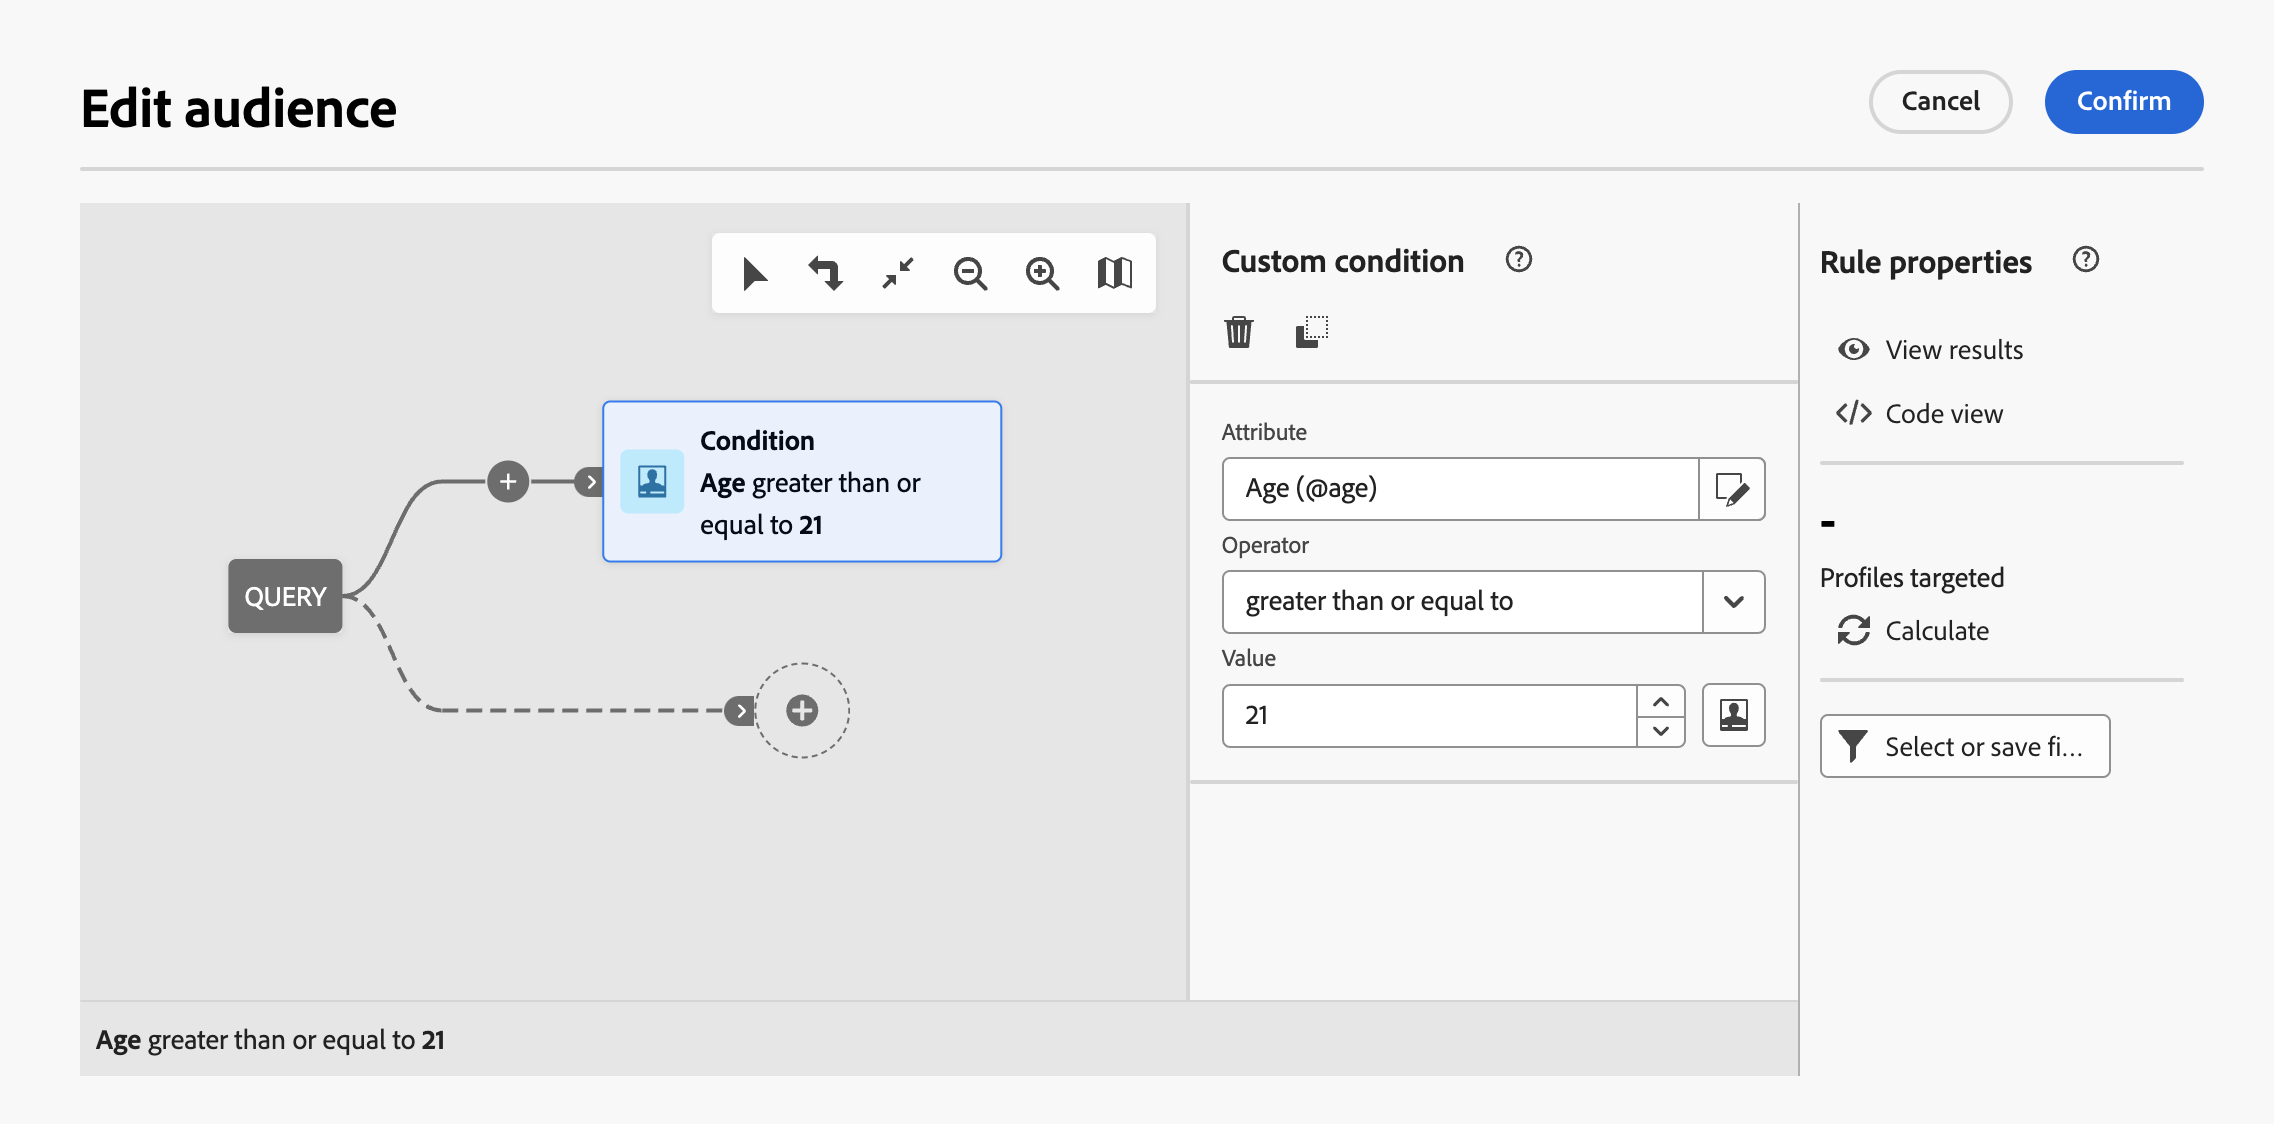 Edit audience
Cancel
Confirm
QUERY
Condition
Age greater than or
equal to 21
Custom condition
Attribute
Age (@age)
Operator
greater than or equal to
Value
21
Rule properties
View results
Code view
-
Profiles targeted
Calculate
Select or save fi...
Age greater than or equal to 21